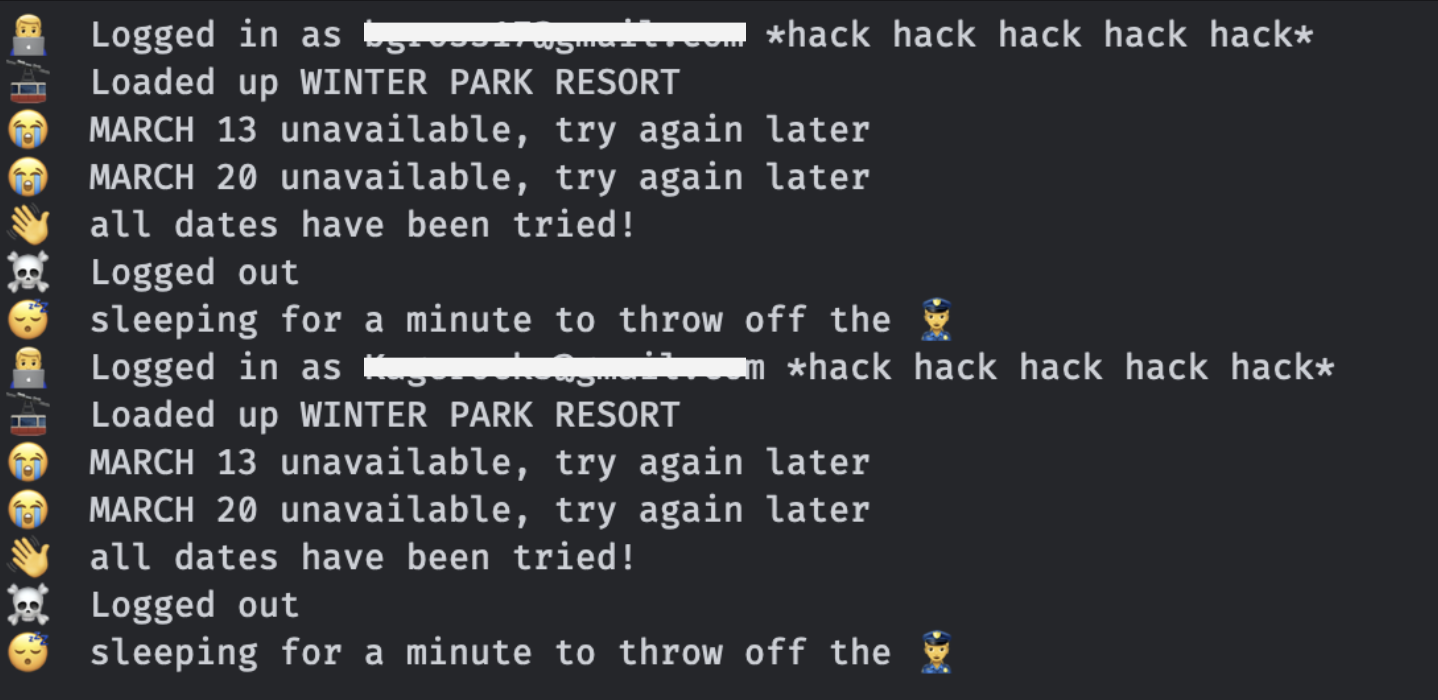 Logged in as *hack hack hack hack hack*
Loaded up WINTER PARK RESORT
MARCH 13 unavailable, try again later
MARCH 20 unavailable, try again later
all dates have been tried!
Logged out
sleeping for a minute to throw off the
Logged in as *hack hack hack hack hack*
Loaded up WINTER PARK RESORT
MARCH 13 unavailable, try again later
MARCH 20 unavailable, try again later
all dates have been tried!
Logged out
sleeping for a minute to throw off the